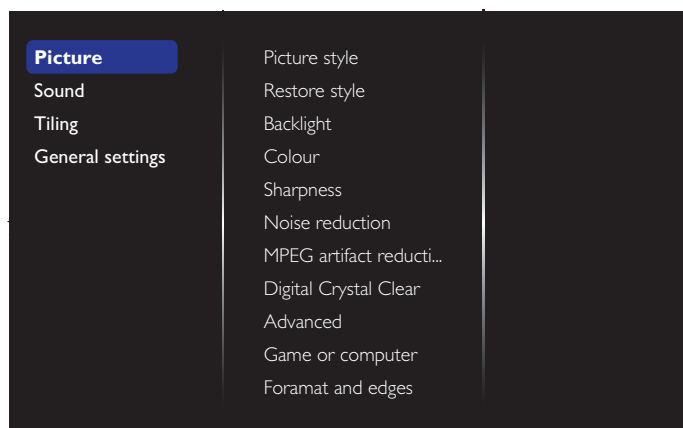 Picture
Sound
Tiling
General settings
Picture style
Restore style
Backlight
Colour
Sharpness
Noise reduction
MPEG artifact reducti...
Digital Crystal Clear
Advanced
Game or computer
Foramat and edges